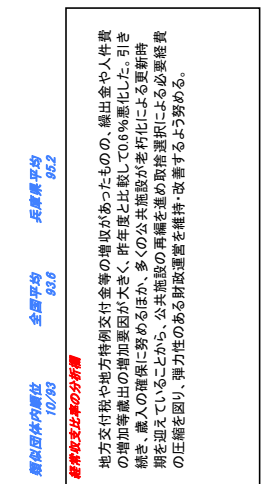 類似団体内順位 全国平均 兵庫県平均
10/93 93.6 95.2
経常収支比率の分析欄
地方交付税や地方特例交付金等の増収があったものの、繰出金や人件費
の増加等歳出の増加要因が大きく、昨年度と比較して0.6%悪化した。引き
続き、歳入の確保に努めるほか、多くの公共施設が老朽化による更新時
期を迎えていることから、公共施設の再編を進め取捨選択による必要経費
の圧縮を図り、弾力性のある財政運営を維持・改善するよう努める。